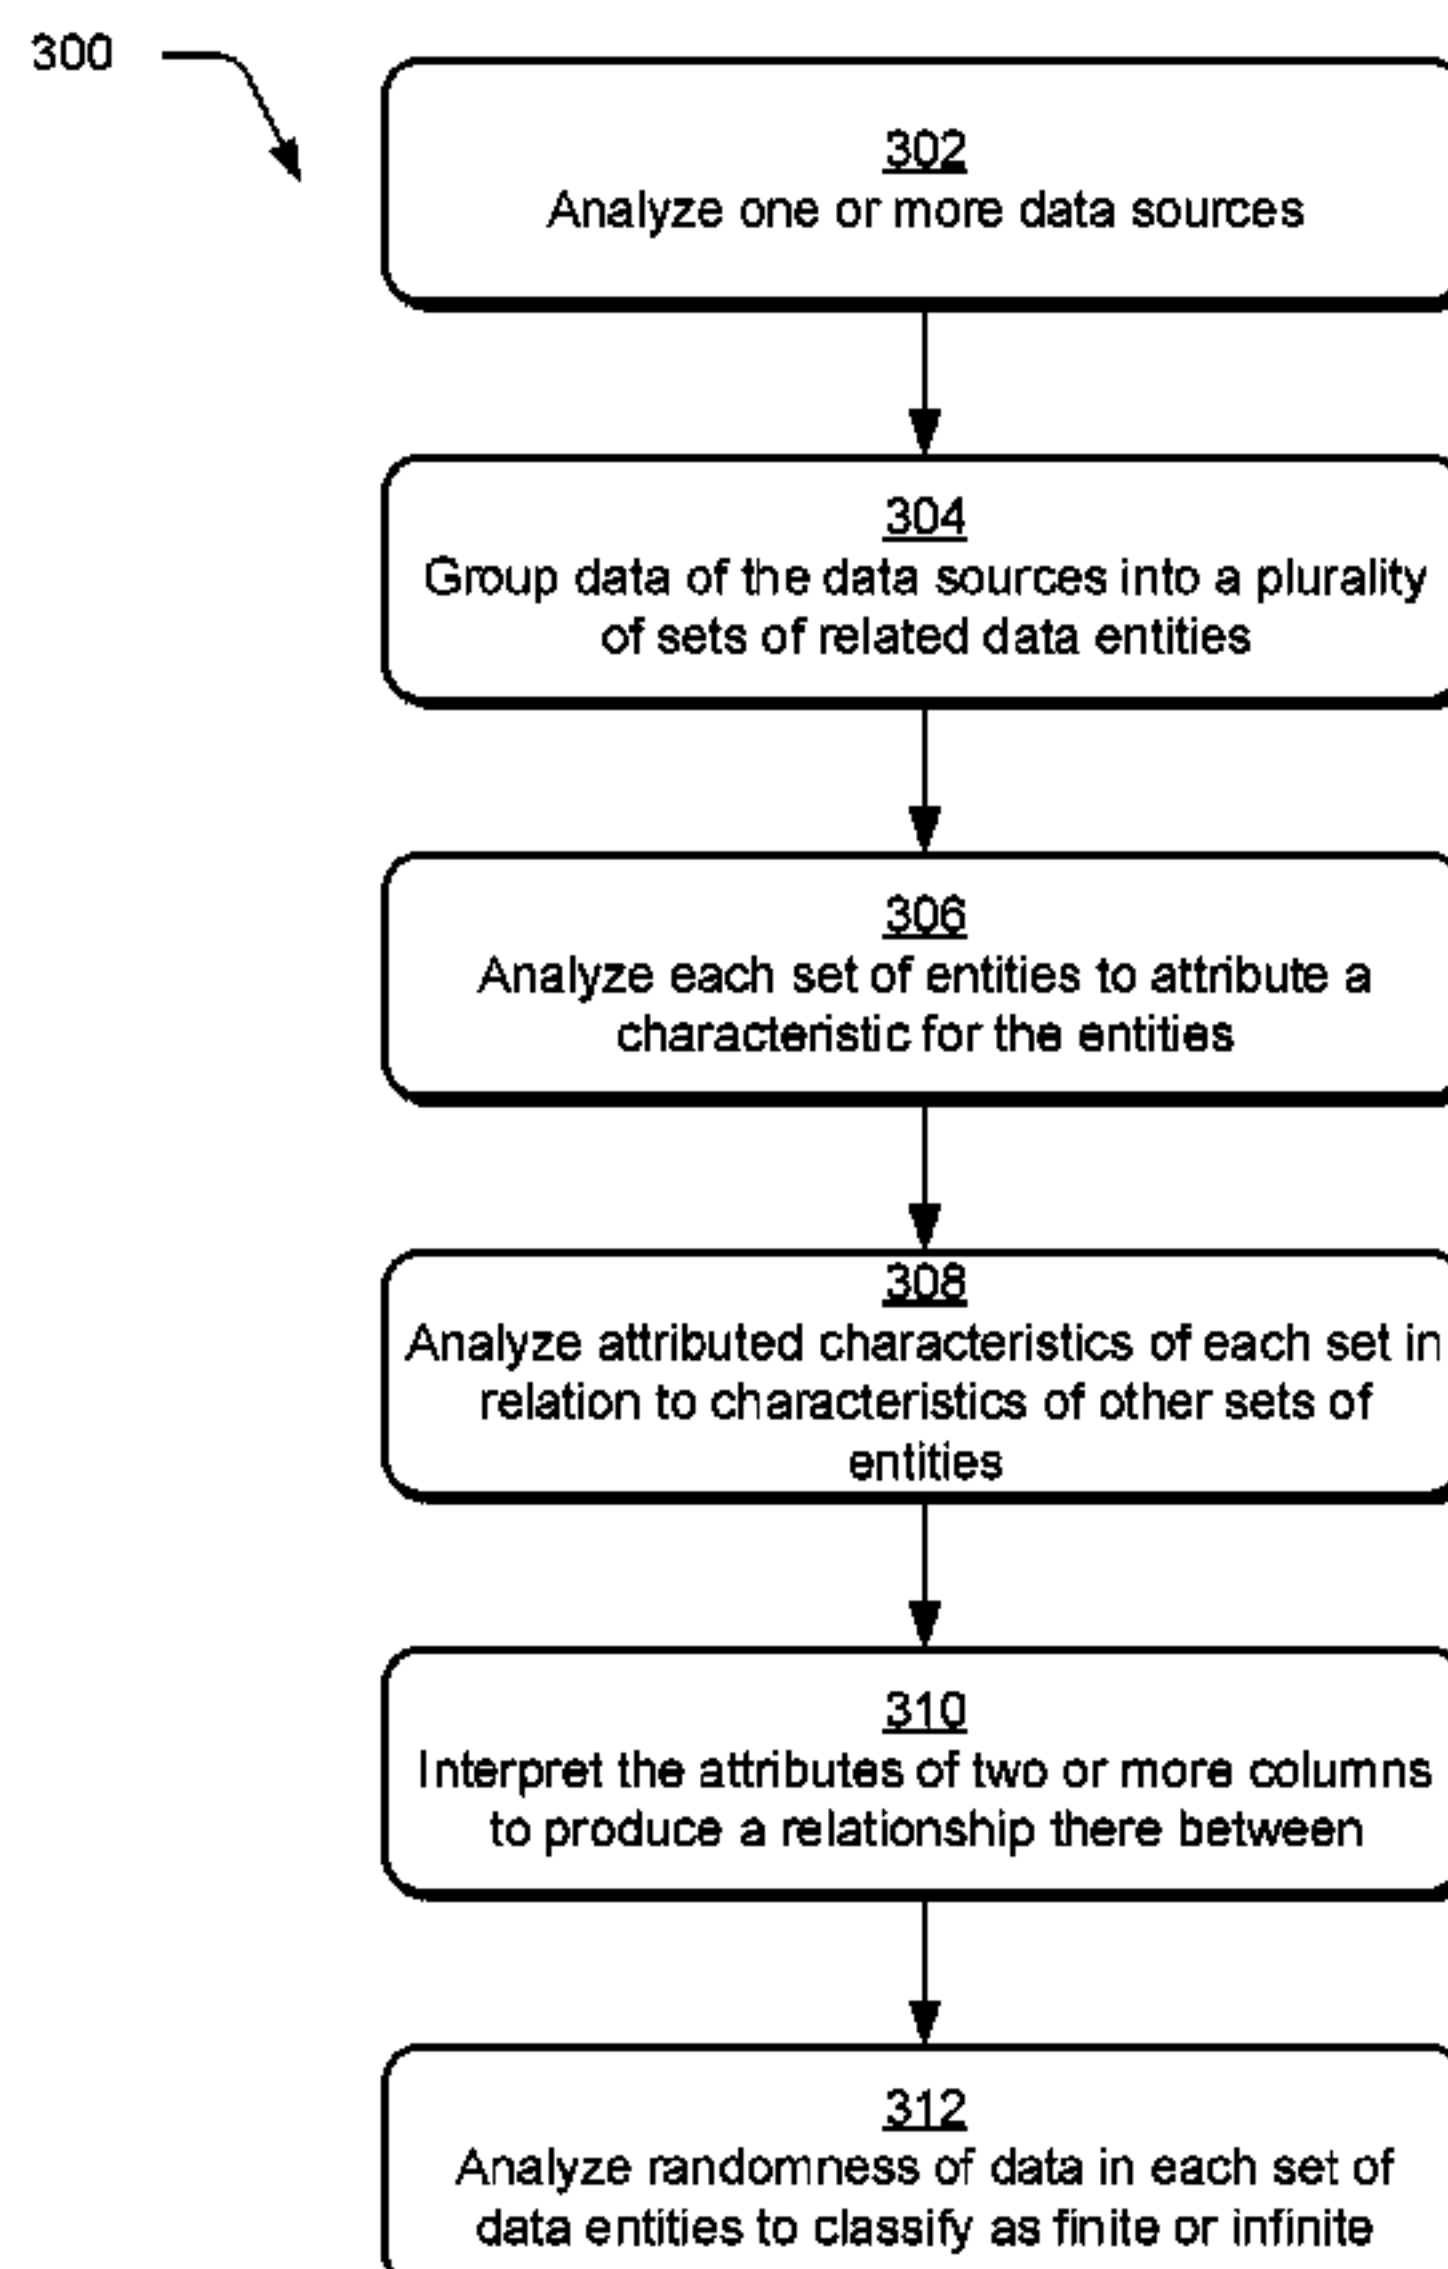 300
302
Analyze one or more data sources
304
Group data of the data sources into a plurality
of sets of related data entities
306
Analyze each set of entities to attribute a
characteristic for the entities
308
Analyze attributed characteristics of each set in
relation to characteristics of other sets of
entities
310
Interpret the attributes of two or more columns
to produce a relationship there between
312
Analyze randomness of data in each set of
data entities to classify as finite or infinite